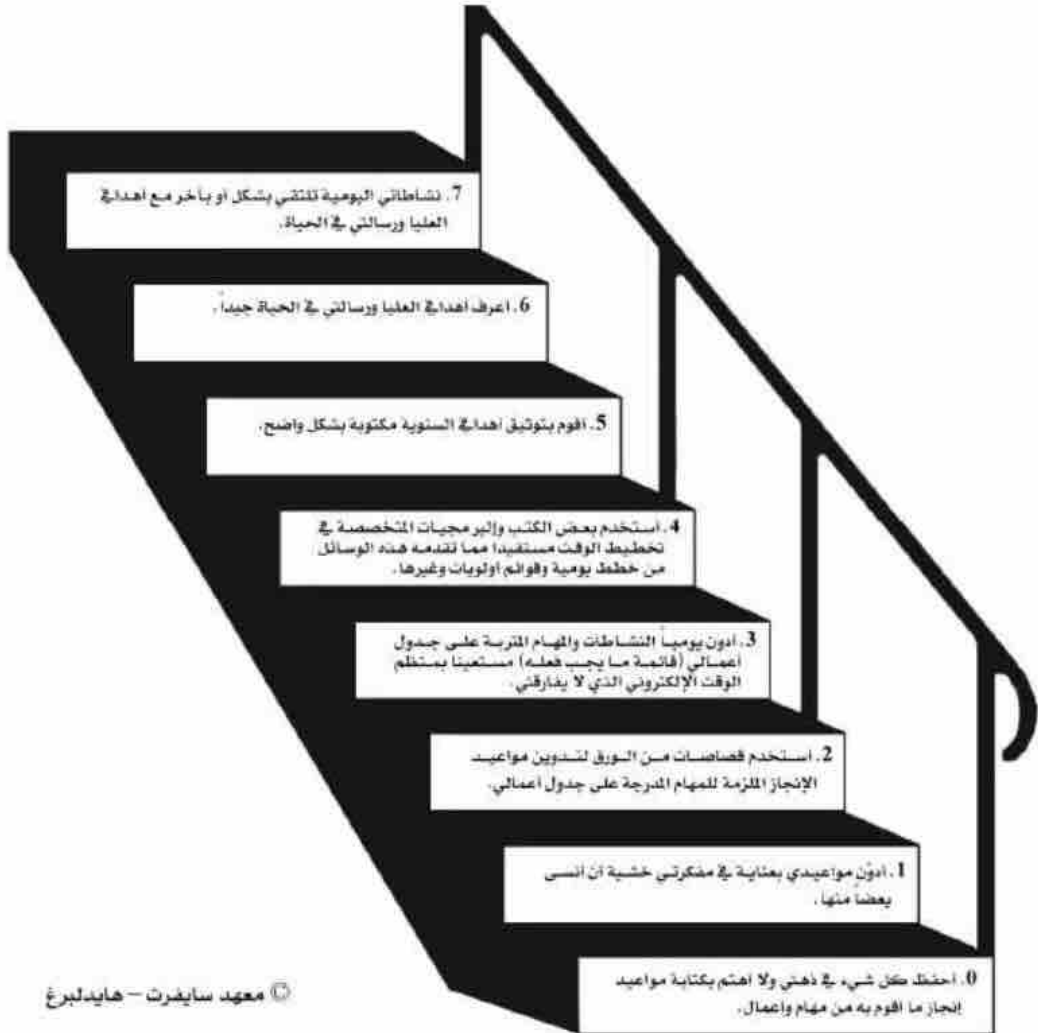 7. نشاطاتي اليومية تلتقي بشكل أو بآخر مع أهدافي
العليا ورسالتي في الحياة.
6. أعرف أهدافي العليا ورسالتي في الحياة جيداً.
5. أقوم بتوثيق أهدافي السنوية مكتوبة بشكل واضح.
4. أستخدم بعض الكتب والبرمجيات المتخصصة في
تخطيط الوقت مستفيدا مما تقدمه هذه الوسائل
من خطط يومية وقوائم أولويات وغيرها.
3. أدون يومياً النشاطات والمهام المتربة على جدول
أعمالي (قائمة ما يجب فعله) مستعينا بمنظم
الوقت الإلكتروني الذي لا يفارقني.
2. أستخدم قصاصات من الورق لتدوين مواعيد
الإنجاز الملزمة للمهام المدرجة على جدول أعمالي.
1. أدوّن مواعيدي بعناية في مفكرتي خشية أن أنسى
بعضاً منها.
0. أحفظ كل شيء في ذهني ولا أهتم بكتابة مواعيد
إنجاز ما أقوم به من مهام وأعمال.
© معهد سايفرت – هايدلبرغ